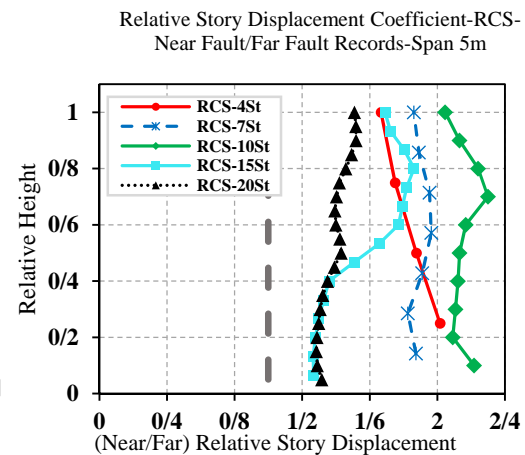 Relative Story Displacement Coefficient-RCS-
Near Fault/Far Fault Records-Span 5m
Relative Height
1
0/8
0/6
0/4
0/2
0
RCS-4St
RCS-7St
RCS-10St
RCS-15St
RCS-20St
0 0/4 0/8 1/2 1/6 2 2/4
(Near/Far) Relative Story Displacement